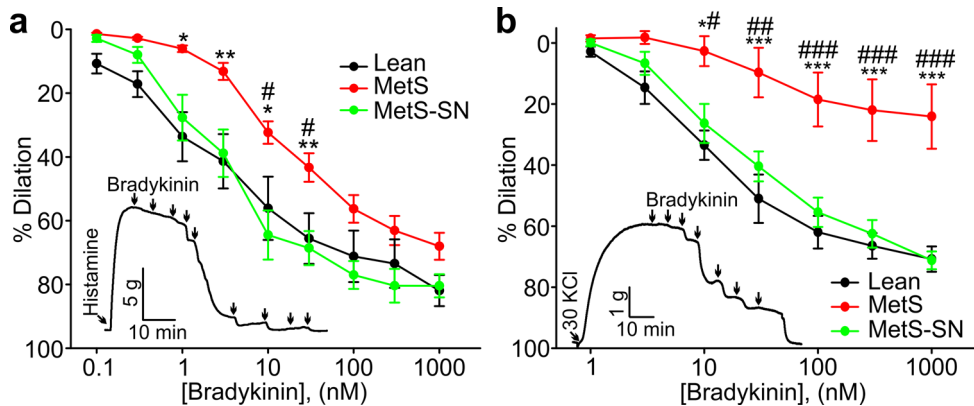 a
0
20
40
60
80
100
% Dilation
* ** # * # **
Lean
MetS
MetS-SN
Bradykinin
Histamine
5 g
10 min
0.1 1 10 100 1000
[Bradykinin], (nM)
b
0
20
40
60
80
100
% Dilation
*# ## ### ### ###
*** *** *** ***
Bradykinin
30 KCl
1 g
10 min
Lean
MetS
MetS-SN
1 10 100 1000
[Bradykinin], (nM)